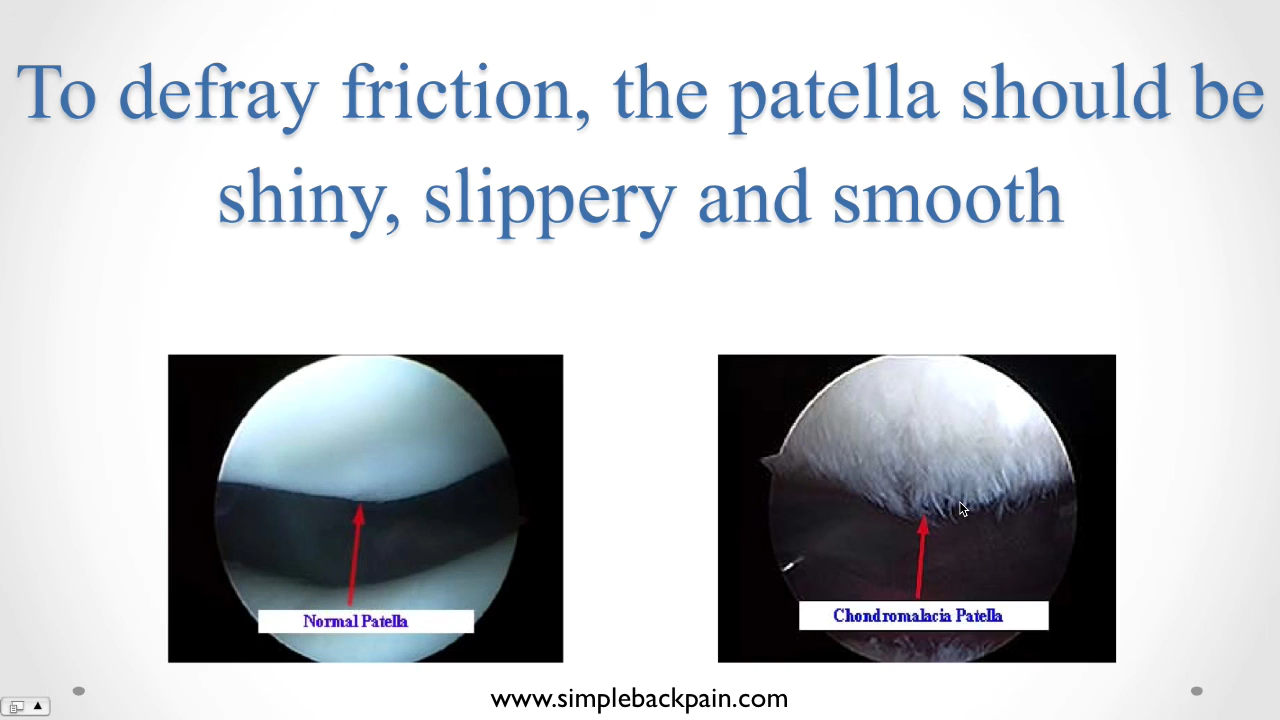 To defray friction, the patella should be
shiny, slippery and smooth
Normal Patella
Chondromalacia Patella
www.simplebackpain.com